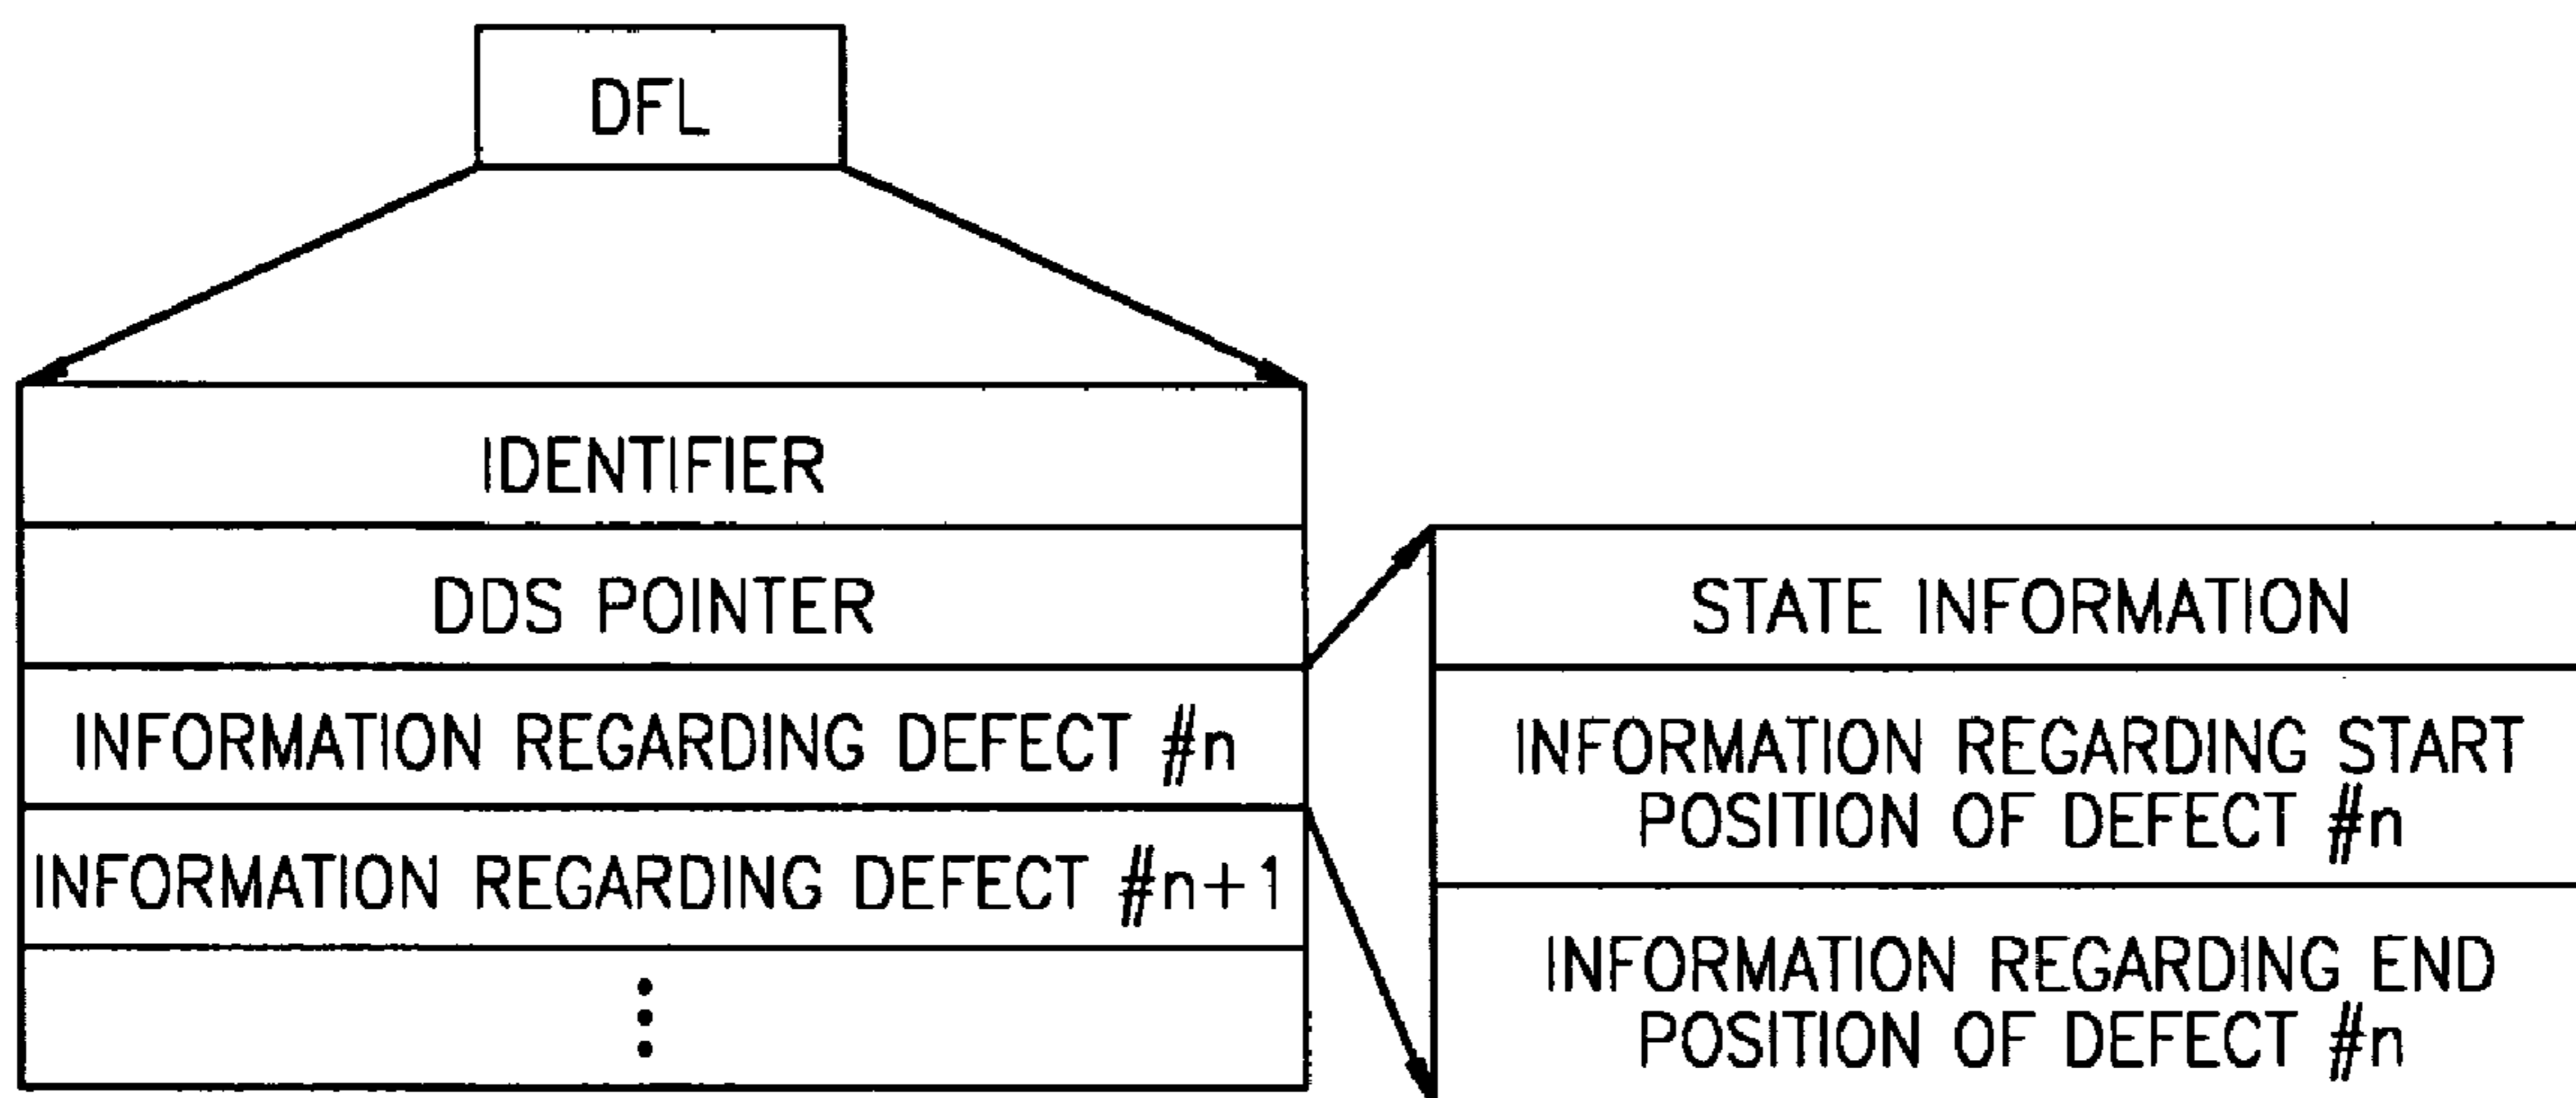 DFL
IDENTIFIER
DDS POINTER
INFORMATION REGARDING DEFECT #n
INFORMATION REGARDING DEFECT #n+1
STATE INFORMATION
INFORMATION REGARDING START
POSITION OF DEFECT #n
INFORMATION REGARDING END
POSITION OF DEFECT #n